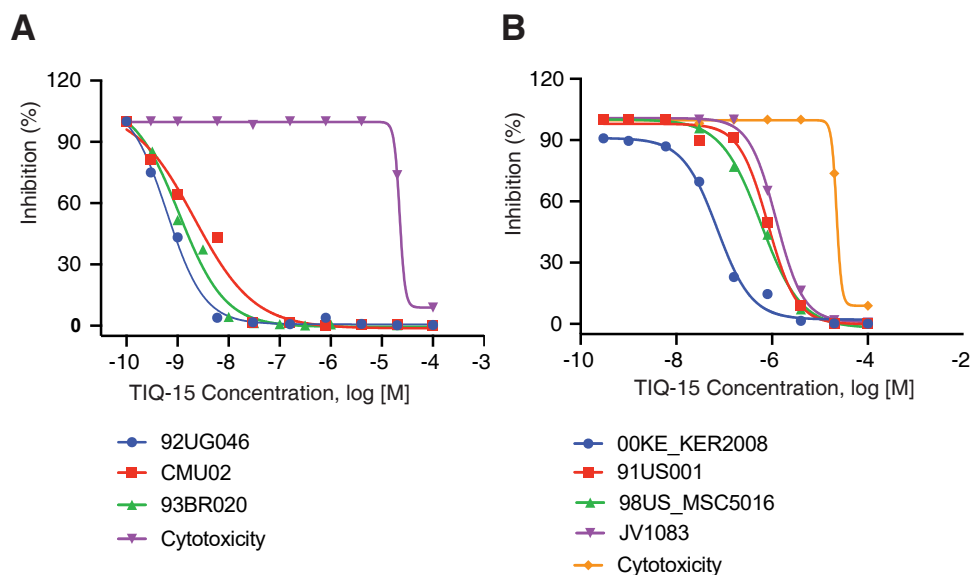 A
B
120
90
60
30
0
Inhibition (%)
-10 -9 -8 -7 -6 -5 -4 -3
TIQ-15 Concentration, log [M]
92UG046
CMU02
93BR020
Cytotoxicity
120
90
60
30
0
Inhibition (%)
-10 -8 -6 -4 -2
TIQ-15 Concentration, log [M]
00KE_KER2008
91US001
98US_MSC5016
JV1083
Cytotoxicity